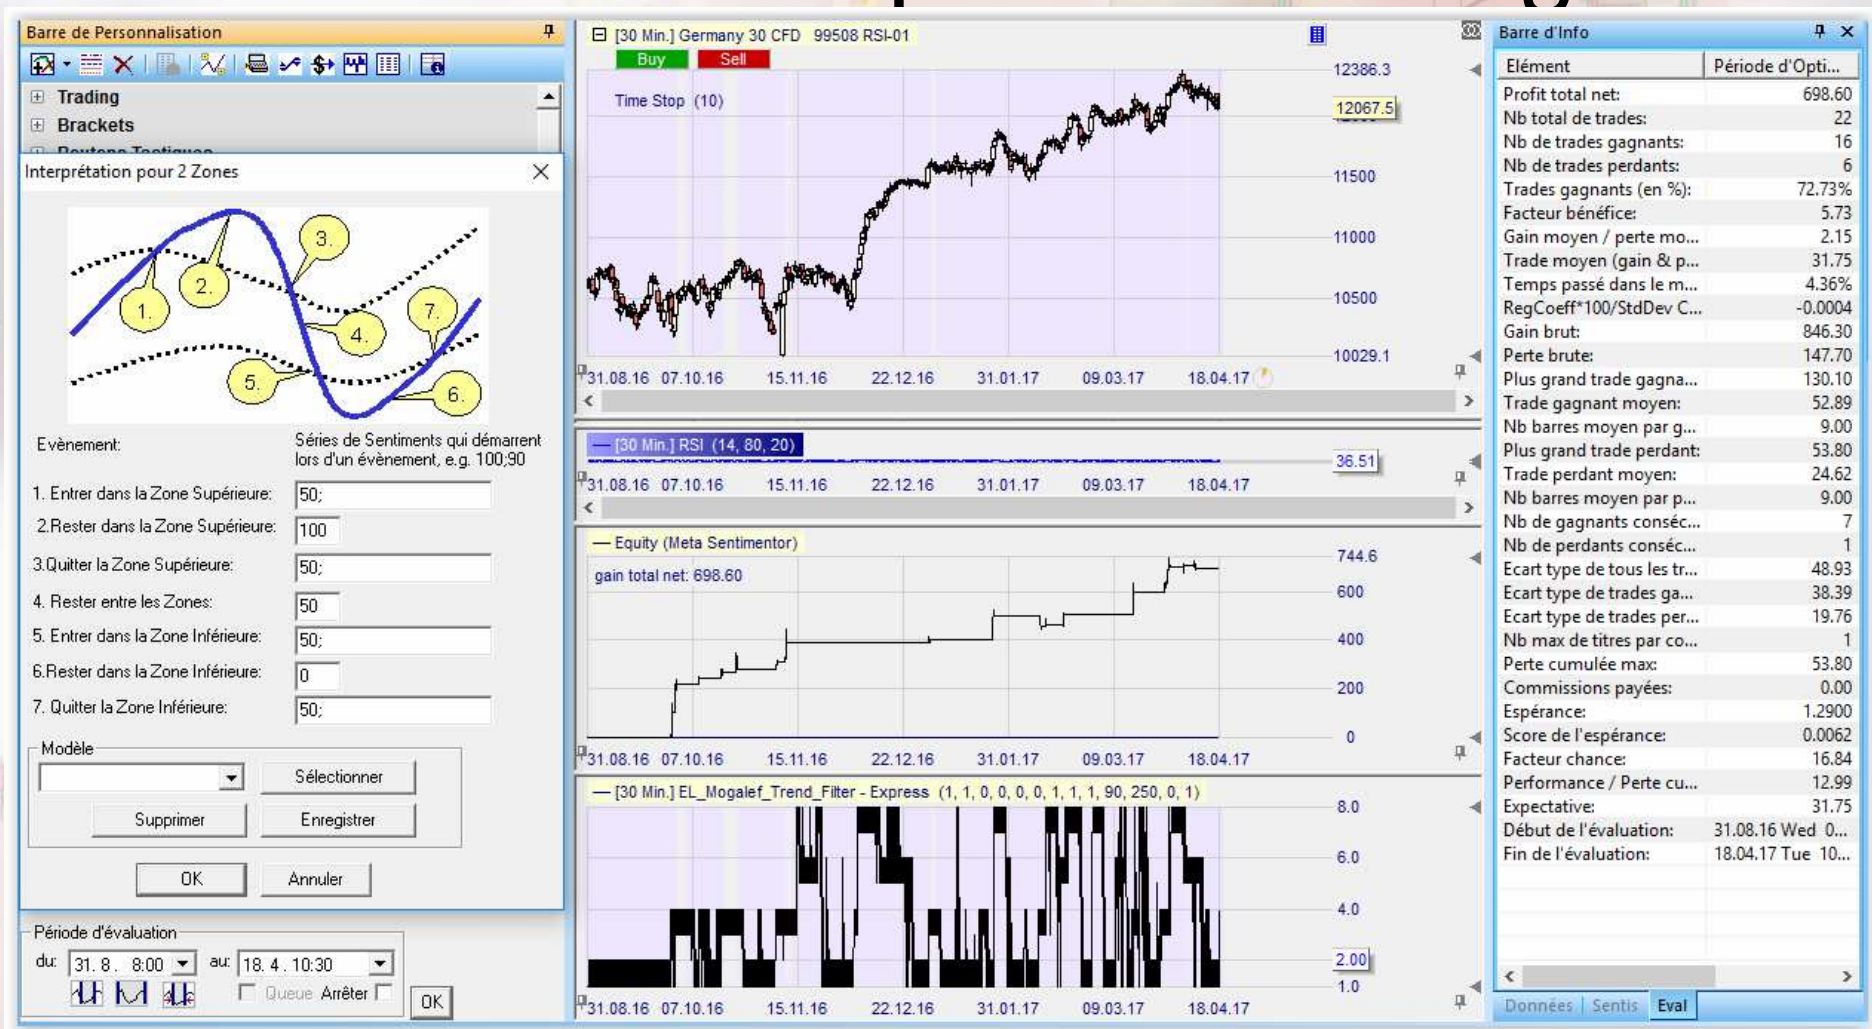 Barre de Personnalisation
Trading
Brackets
Interprétation pour 2 Zones
1.
2.
3.
4.
5.
6.
7.
Evènement:
Séries de Sentiments qui démarrent
lors d'un évènement, e.g. 100;90
1. Entrer dans la Zone Supérieure: 50;
2.Rester dans la Zone Supérieure: 100
3.Quitter la Zone Supérieure: 50;
4. Rester entre les Zones: 50
5. Entrer dans la Zone Inférieure: 50;
6.Rester dans la Zone Inférieure: 0
7. Quitter la Zone Inférieure: 50;
Modèle
Sélectionner
Supprimer Enregistrer
OK Annuler
Période d'évaluation
du: 31. 8. 8:00 au: 18. 4. 10:30
Queue Arrêter OK
[30 Min.] Germany 30 CFD 99508 RSI-01
Buy Sell
Time Stop (10)
12386.3
12067.5
11500
11000
10500
10029.1
31.08.16 07.10.16 15.11.16 22.12.16 31.01.17 09.03.17 18.04.17
[30 Min.] RSI (14, 80, 20)
36.51
31.08.16 07.10.16 15.11.16 22.12.16 31.01.17 09.03.17 18.04.17
Equity (Meta Sentimentor)
gain total net: 698.60
744.6
600
400
200
0
31.08.16 07.10.16 15.11.16 22.12.16 31.01.17 09.03.17 18.04.17
[30 Min.] EL_Mogalef_Trend_Filter - Express (1, 1, 0, 0, 0, 0, 1, 1, 1, 90, 250, 0, 1)
8.0
6.0
4.0
2.00
1.0
31.08.16 07.10.16 15.11.16 22.12.16 31.01.17 09.03.17 18.04.17
Barre d'Info
Elément Période d'Opti...
Profit total net: 698.60
Nb total de trades: 22
Nb de trades gagnants: 16
Nb de trades perdants: 6
Trades gagnants (en %): 72.73%
Facteur bénéfice: 5.73
Gain moyen / perte mo... 2.15
Trade moyen (gain & p... 31.75
Temps passé dans le m... 4.36%
RegCoeff*100/StdDev C... -0.0004
Gain brut: 846.30
Perte brute: 147.70
Plus grand trade gagna... 130.10
Trade gagnant moyen: 52.89
Nb barres moyen par g... 9.00
Plus grand trade perdant: 53.80
Trade perdant moyen: 24.62
Nb barres moyen par p... 9.00
Nb de gagnants conséc... 7
Nb de perdants conséc... 1
Ecart type de tous les tr... 48.93
Ecart type de trades ga... 38.39
Ecart type de trades per... 19.76
Nb max de titres par co... 1
Perte cumulée max: 53.80
Commissions payées: 0.00
Espérance: 1.2900
Score de l'espérance: 0.0062
Facteur chance: 16.84
Performance / Perte cu... 12.99
Expectative: 31.75
Début de l'évaluation: 31.08.16 Wed 0...
Fin de l'évaluation: 18.04.17 Tue 10...
Données Sentis Eval